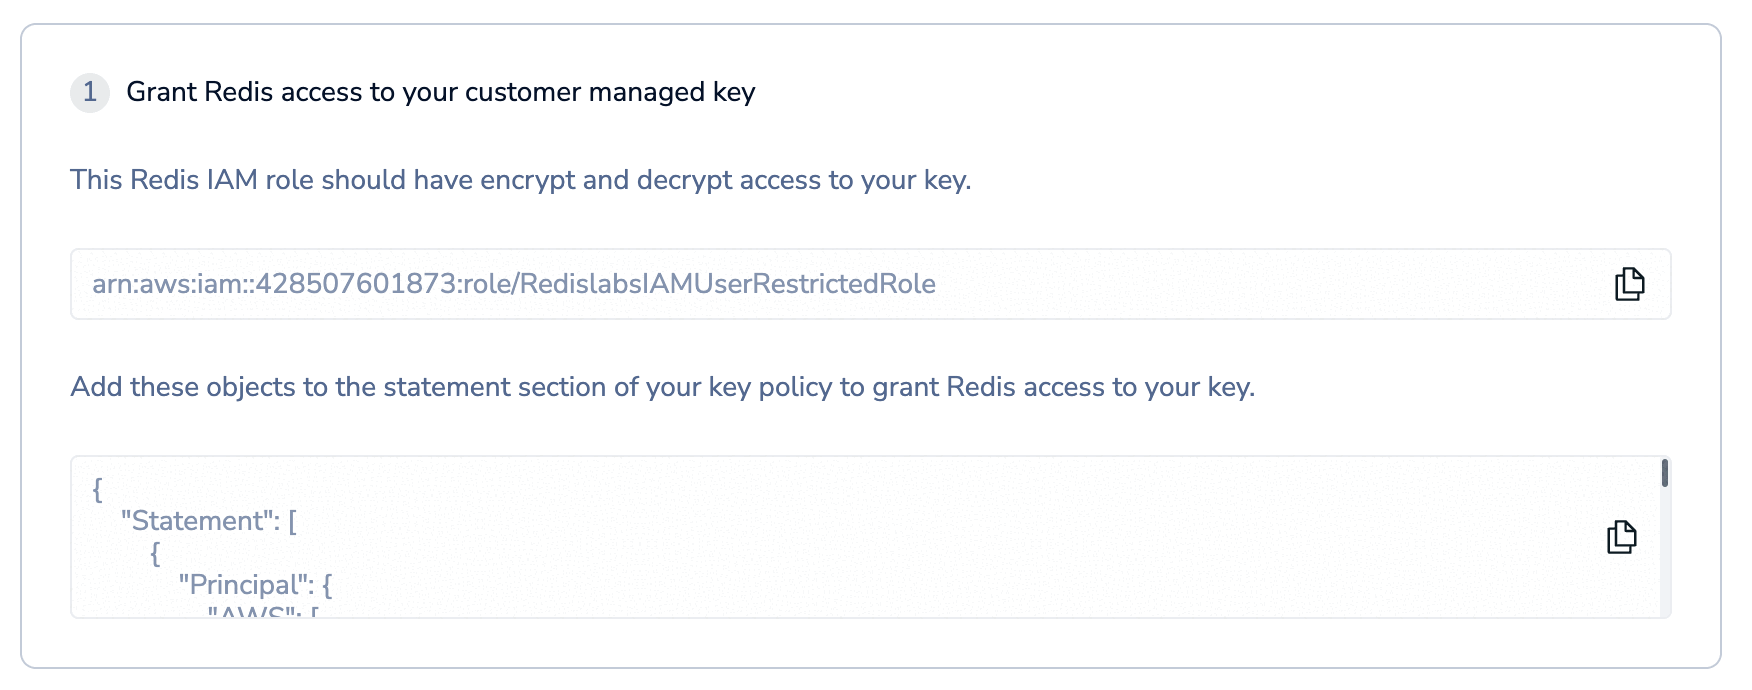 1 Grant Redis access to your customer managed key
This Redis IAM role should have encrypt and decrypt access to your key.
arn:aws:iam::428507601873:role/RedislabsIAMUserRestrictedRole
Add these objects to the statement section of your key policy to grant Redis access to your key.
{
"Statement": [
{
"Principal": {
"AWS": [